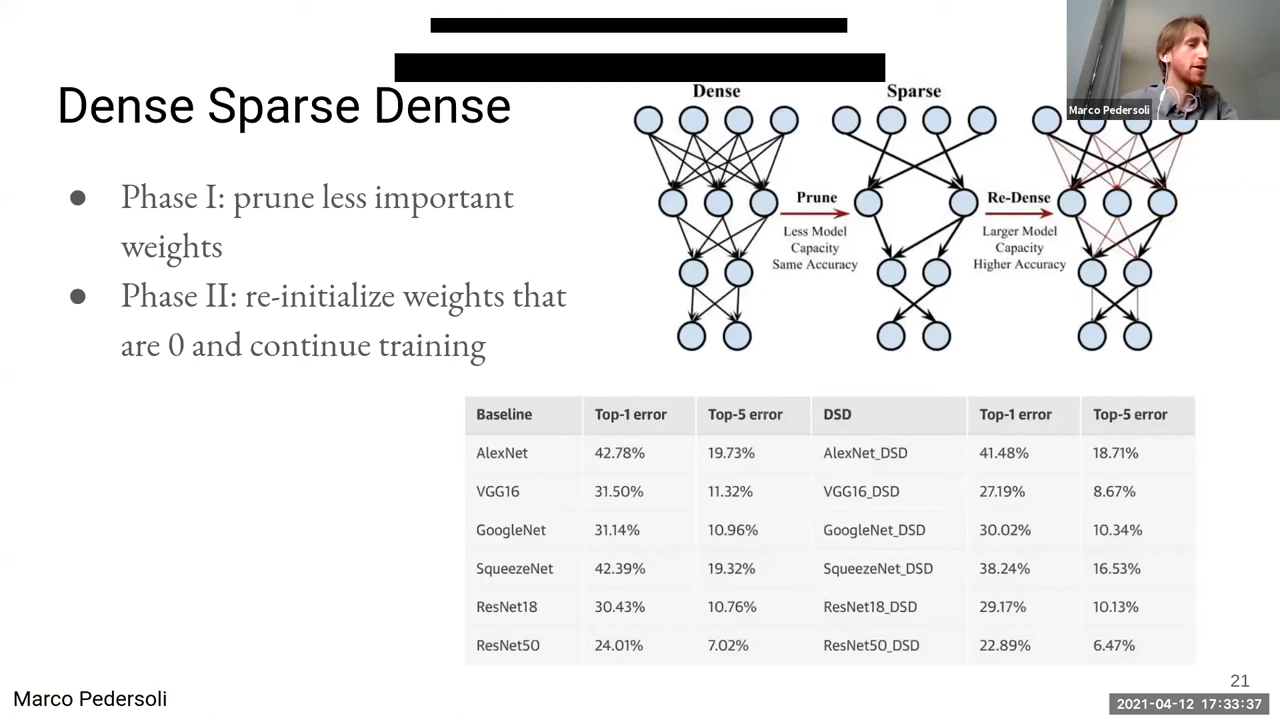 Marco Pedersoli
Dense Sparse Dense
● Phase I: prune less important
weights
● Phase II: re-initialize weights that
are 0 and continue training
Dense
Sparse
Prune
Less Model
Capacity
Same Accuracy
Re-Dense
Larger Model
Capacity
Higher Accuracy
Baseline Top-1 error Top-5 error DSD Top-1 error Top-5 error
AlexNet 42.78% 19.73% AlexNet_DSD 41.48% 18.71%
VGG16 31.50% 11.32% VGG16_DSD 27.19% 8.67%
GoogleNet 31.14% 10.96% GoogleNet_DSD 30.02% 10.34%
SqueezeNet 42.39% 19.32% SqueezeNet_DSD 38.24% 16.53%
ResNet18 30.43% 10.76% ResNet18_DSD 29.17% 10.13%
ResNet50 24.01% 7.02% ResNet50_DSD 22.89% 6.47%
21
Marco Pedersoli
2021-04-12 17:33:37